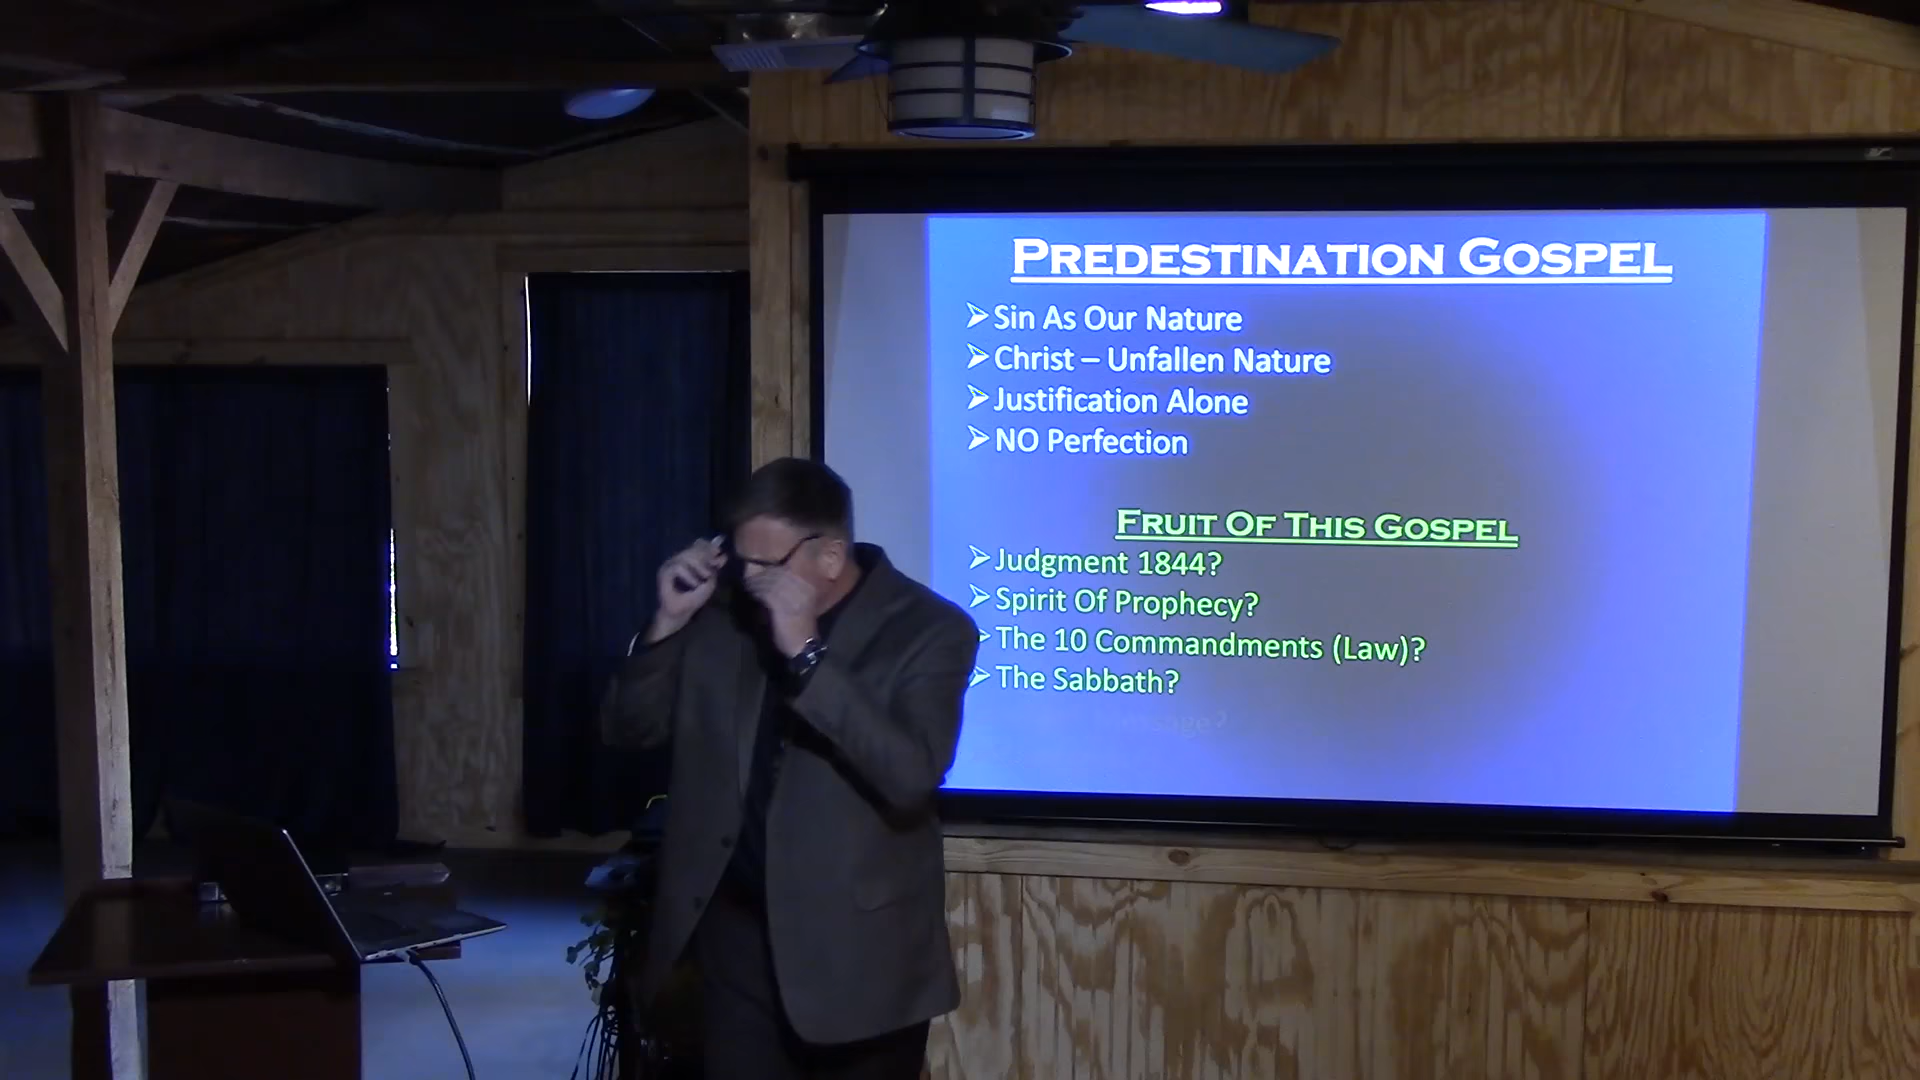 PREDESTINATION GOSPEL
➢Sin As Our Nature
➢Christ – Unfallen Nature
➢Justification Alone
➢NO Perfection
FRUIT OF THIS GOSPEL
➢Judgment 1844?
➢Spirit Of Prophecy?
➢The 10 Commandments (Law)?
➢The Sabbath?